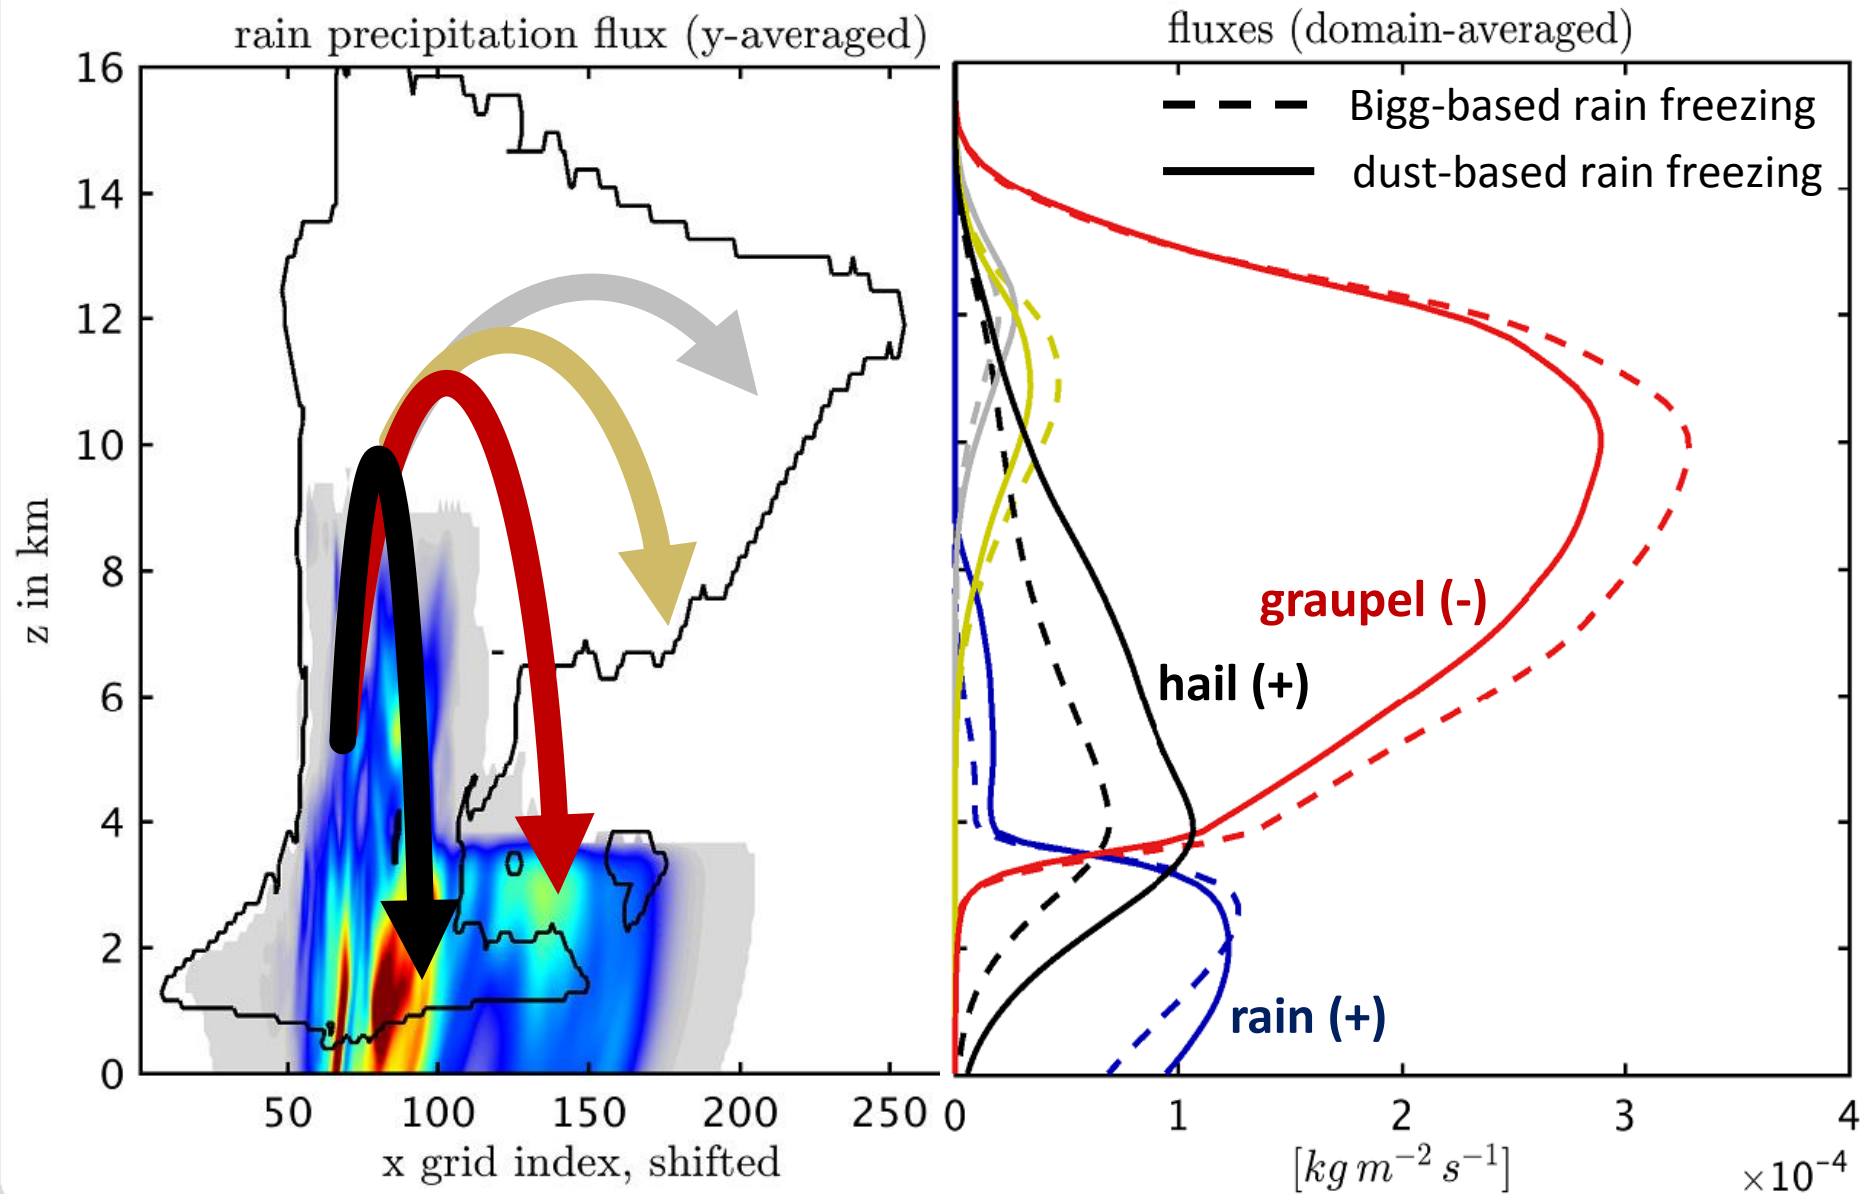 rain precipitation flux (y-averaged)
16
14
12
10
8
6
4
2
0
z in km
50 100 150 200 250
x grid index, shifted
fluxes (domain-averaged)
Bigg-based rain freezing
dust-based rain freezing
graupel (-)
hail (+)
rain (+)
0 1 2 3 4
[kg m⁻² s⁻¹]
×10⁻⁴